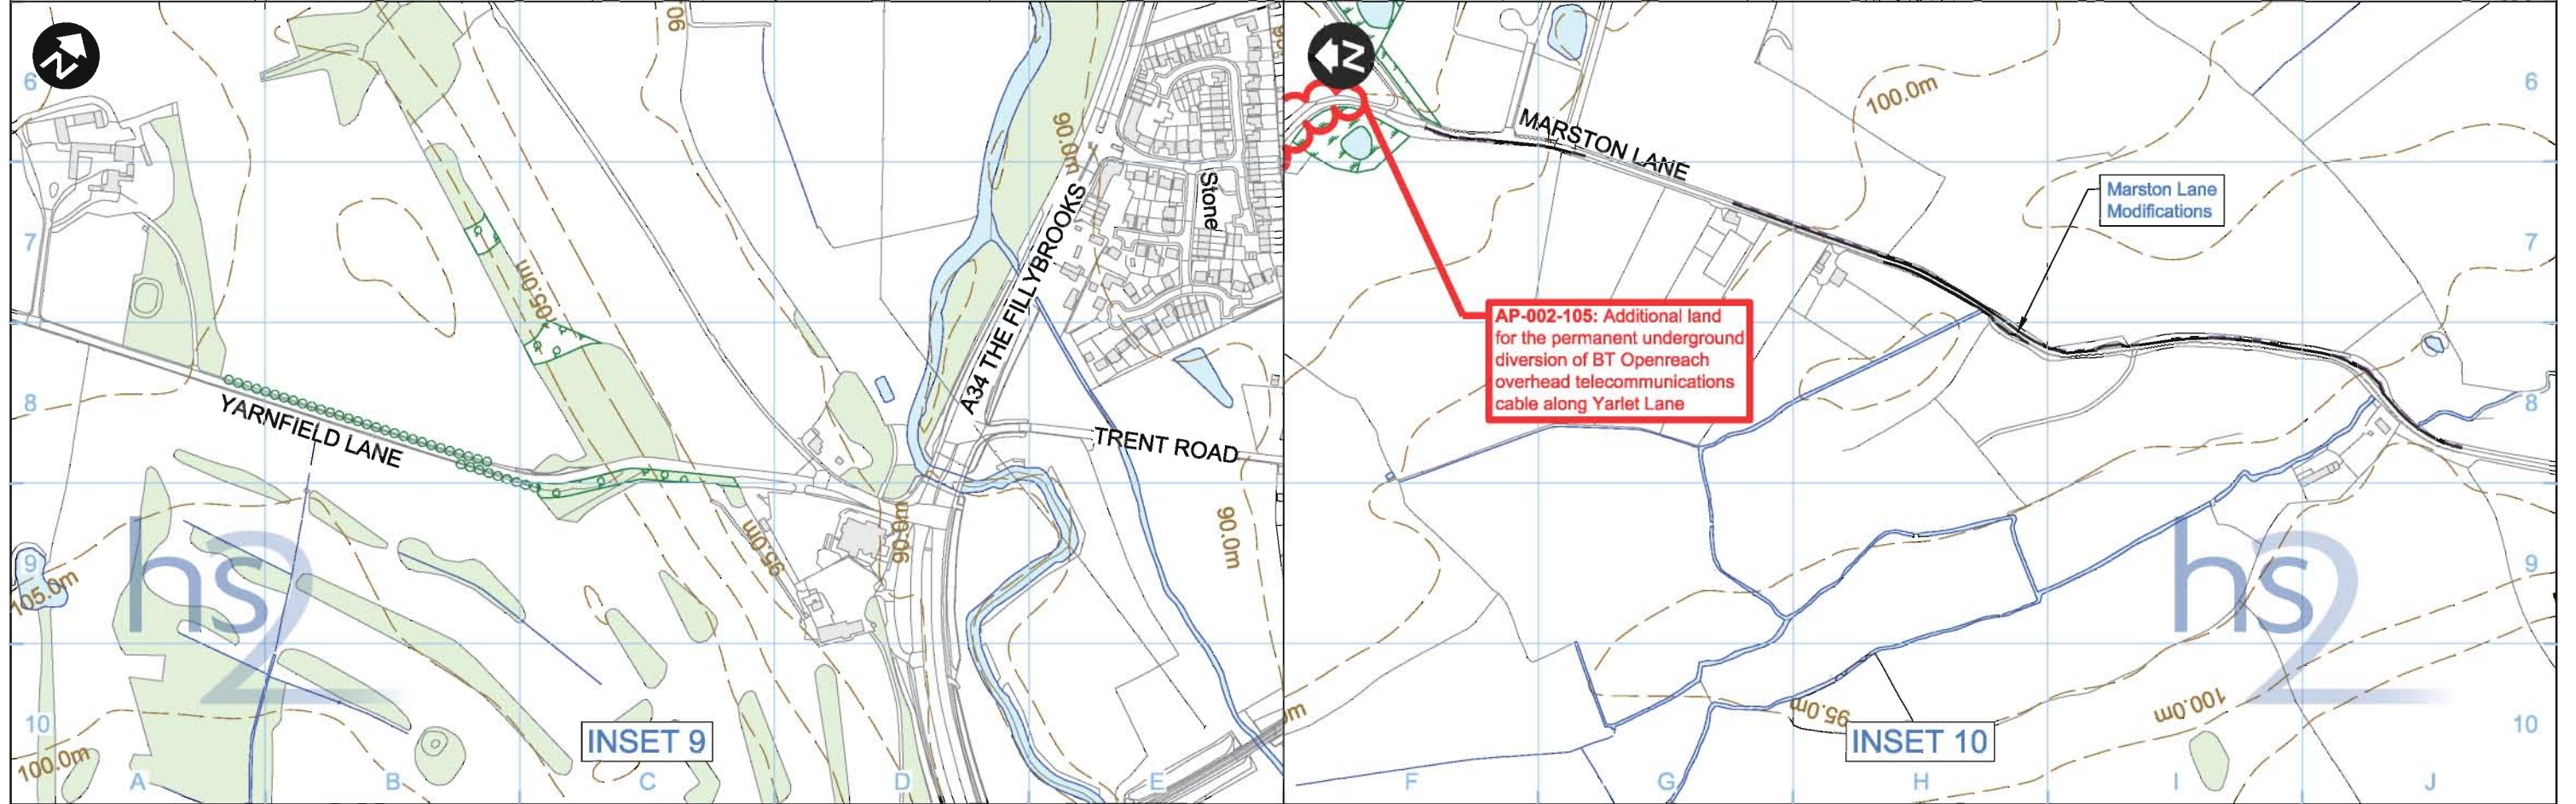 N
6
90.0m
90.0m
Stone
7
105.0m
A34 THE FILLYBROOKS
8
YARNFIELD LANE
TRENT ROAD
9
105.0m
hs2
95.0m
90.0m
90.0m
10
100.0m
INSET 9
A
B
C
D
E
N
6
100.0m
MARSTON LANE
Marston Lane
Modifications
7
AP-002-105: Additional land
for the permanent underground
diversion of BT Openreach
overhead telecommunications
cable along Yarlet Lane
8
9
hs2
95.0m
100.0m
10
INSET 10
F
G
H
I
J